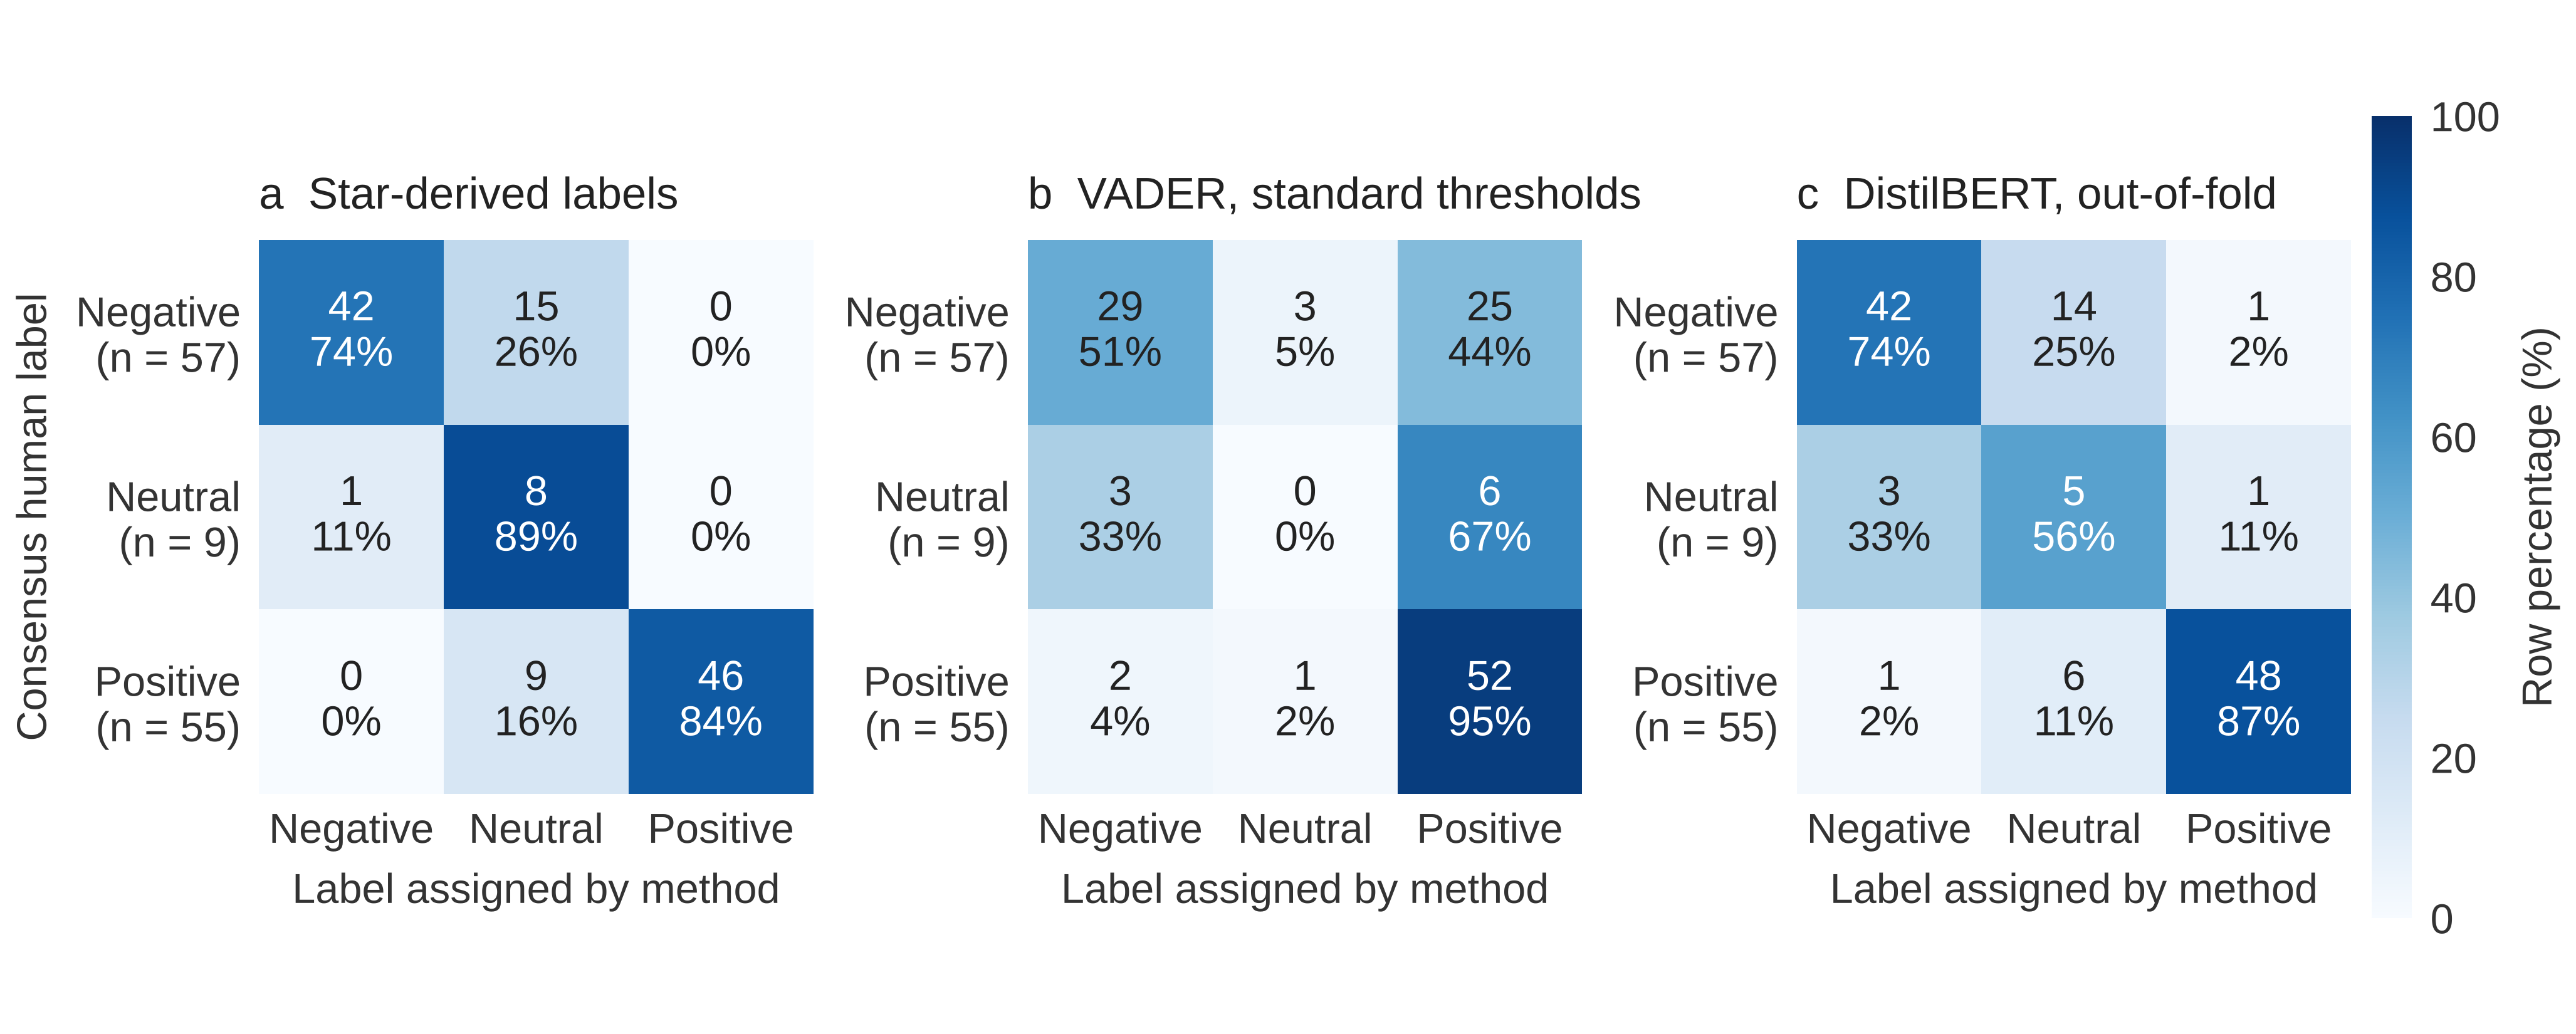 a Star-derived labels
Consensus human label
Negative
(n = 57)
42
74%
15
26%
0
0%
Neutral
(n = 9)
1
11%
8
89%
0
0%
Positive
(n = 55)
0
0%
9
16%
46
84%
Negative Neutral Positive
Label assigned by method
b VADER, standard thresholds
Negative
(n = 57)
29
51%
3
5%
25
44%
Neutral
(n = 9)
3
33%
0
0%
6
67%
Positive
(n = 55)
2
4%
1
2%
52
95%
Negative Neutral Positive
Label assigned by method
c DistilBERT, out-of-fold
Negative
(n = 57)
42
74%
14
25%
1
2%
Neutral
(n = 9)
3
33%
5
56%
1
11%
Positive
(n = 55)
1
2%
6
11%
48
87%
Negative Neutral Positive
Label assigned by method
100
80
60
40
20
0
Row percentage (%)